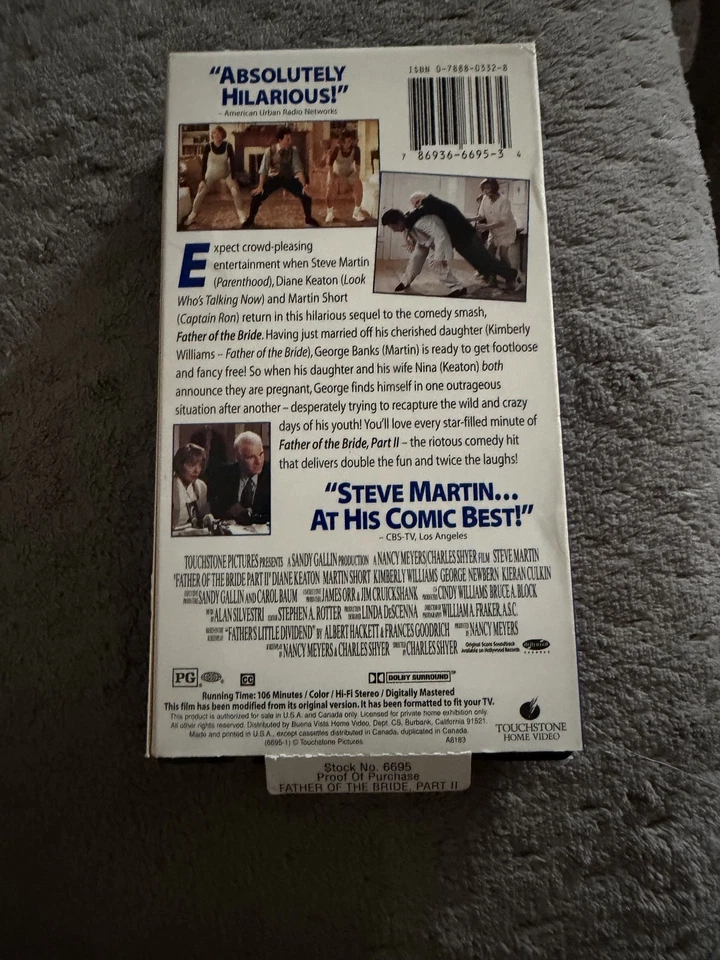 "ABSOLUTELY
HILARIOUS!"
– American Urban Radio Networks
ISBN 0-7888-0332-8
7 86936-6695-3 4
Expect crowd-pleasing
entertainment when Steve Martin
(Parenthood), Diane Keaton (Look
Who's Talking Now) and Martin Short
(Captain Ron) return in this hilarious sequel to the comedy smash,
Father of the Bride. Having just married off his cherished daughter (Kimberly
Williams – Father of the Bride), George Banks (Martin) is ready to get footloose
and fancy free! So when his daughter and his wife Nina (Keaton) both
announce they are pregnant, George finds himself in one outrageous
situation after another – desperately trying to recapture the wild and crazy
days of his youth! You'll love every star-filled minute of
Father of the Bride, Part II – the riotous comedy hit
that delivers double the fun and twice the laughs!
"STEVE MARTIN...
AT HIS COMIC BEST!"
– CBS-TV, Los Angeles
TOUCHSTONE PICTURES PRESENTS A SANDY GALLIN PRODUCTION A NANCY MEYERS/CHARLES SHYER FILM STEVE MARTIN
"FATHER OF THE BRIDE PART II" DIANE KEATON MARTIN SHORT KIMBERLY WILLIAMS GEORGE NEWBERN KIERAN CULKIN
SANDY GALLIN AND CAROL BAUM JAMES ORR & JIM CRUICKSHANK CINDY WILLIAMS BRUCE A. BLOCK
ALAN SILVESTRI STEPHEN A. ROTTER LINDA DeSCENNA WILLIAM A. FRAKER, A.S.C.
"FATHER'S LITTLE DIVIDEND" BY ALBERT HACKETT & FRANCES GOODRICH NANCY MEYERS
NANCY MEYERS & CHARLES SHYER CHARLES SHYER
Original Score Soundtrack
Available on Hollywood Records
PG CC DOLBY SURROUND
Running Time: 106 Minutes / Color / Hi-Fi Stereo / Digitally Mastered
This film has been modified from its original version. It has been formatted to fit your TV.
This product is authorized for sale in U.S.A. and Canada only. Licensed for private home exhibition only.
All other rights reserved. Distributed by Buena Vista Home Video, Dept. CS, Burbank, California 91521.
Made and printed in U.S.A., except cassettes distributed in Canada, duplicated in Canada.
(6695-1) © Touchstone Pictures. A8183
TOUCHSTONE
HOME VIDEO
Stock No. 6695
Proof Of Purchase
FATHER OF THE BRIDE, PART II